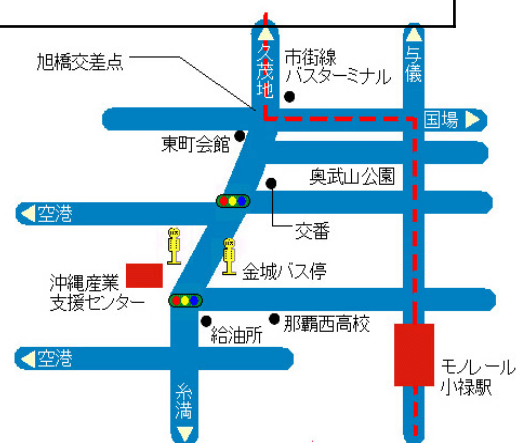 久茂地
市街線
バスターミナル
与儀
旭橋交差点
国場
東町会館
奥武山公園
空港
交番
金城バス停
沖縄産業
支援センター
給油所
那覇西高校
空港
モノレール
小禄駅
糸満